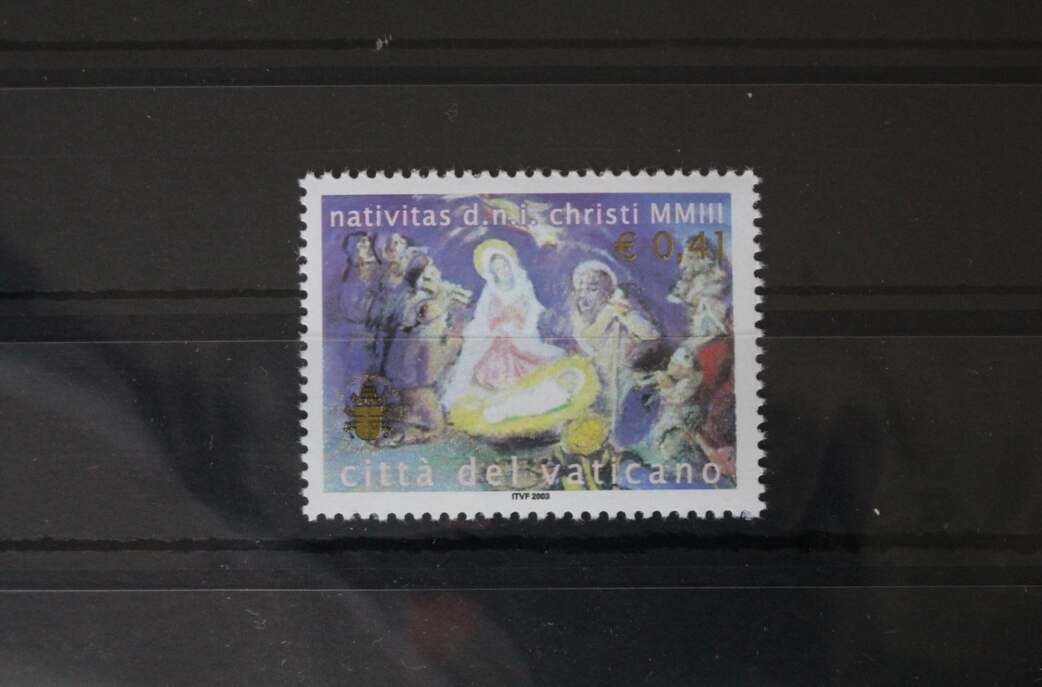 nativitas d.n.i. christi MMIII
€ 0,41
città del vaticano
ITVF 2003